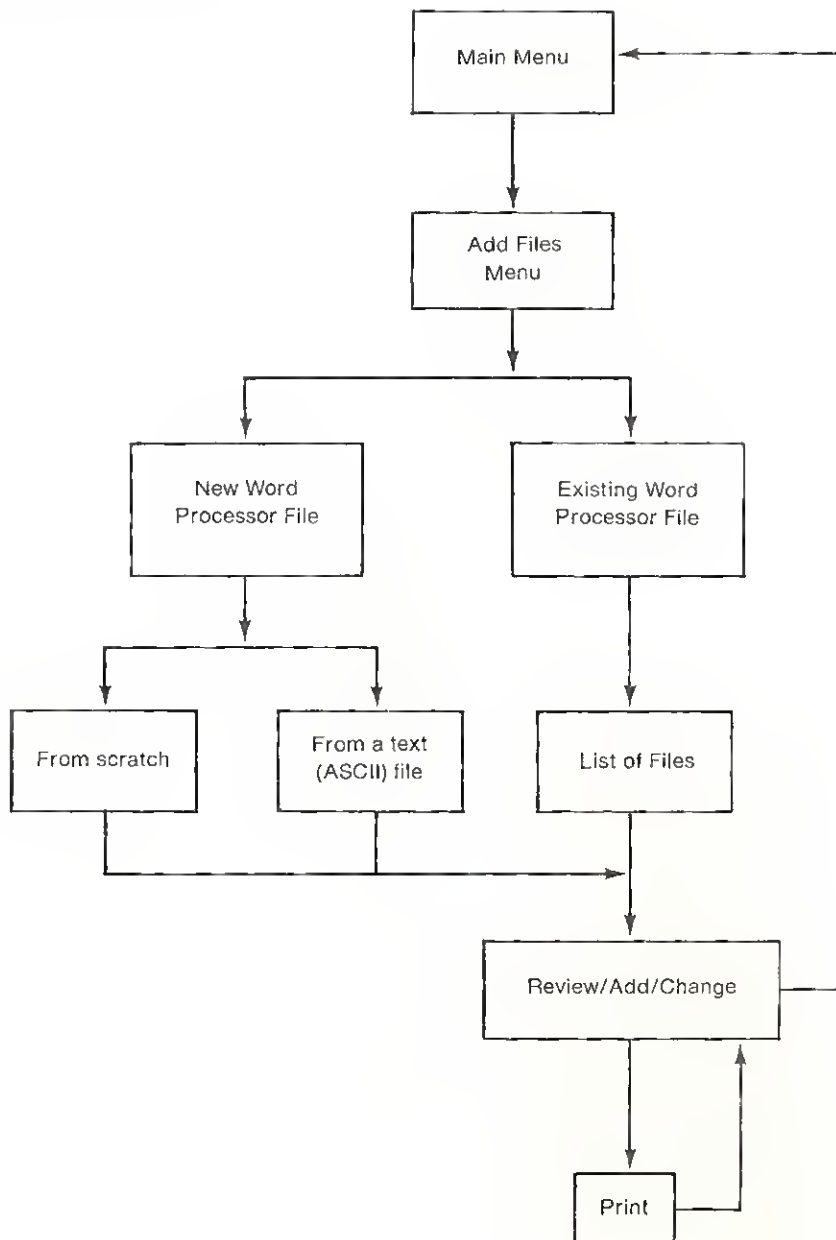 Main Menu
Add Files
Menu
New Word
Processor File
Existing Word
Processor File
From scratch
From a text
(ASCII) file
List of Files
Review/Add/Change
Print